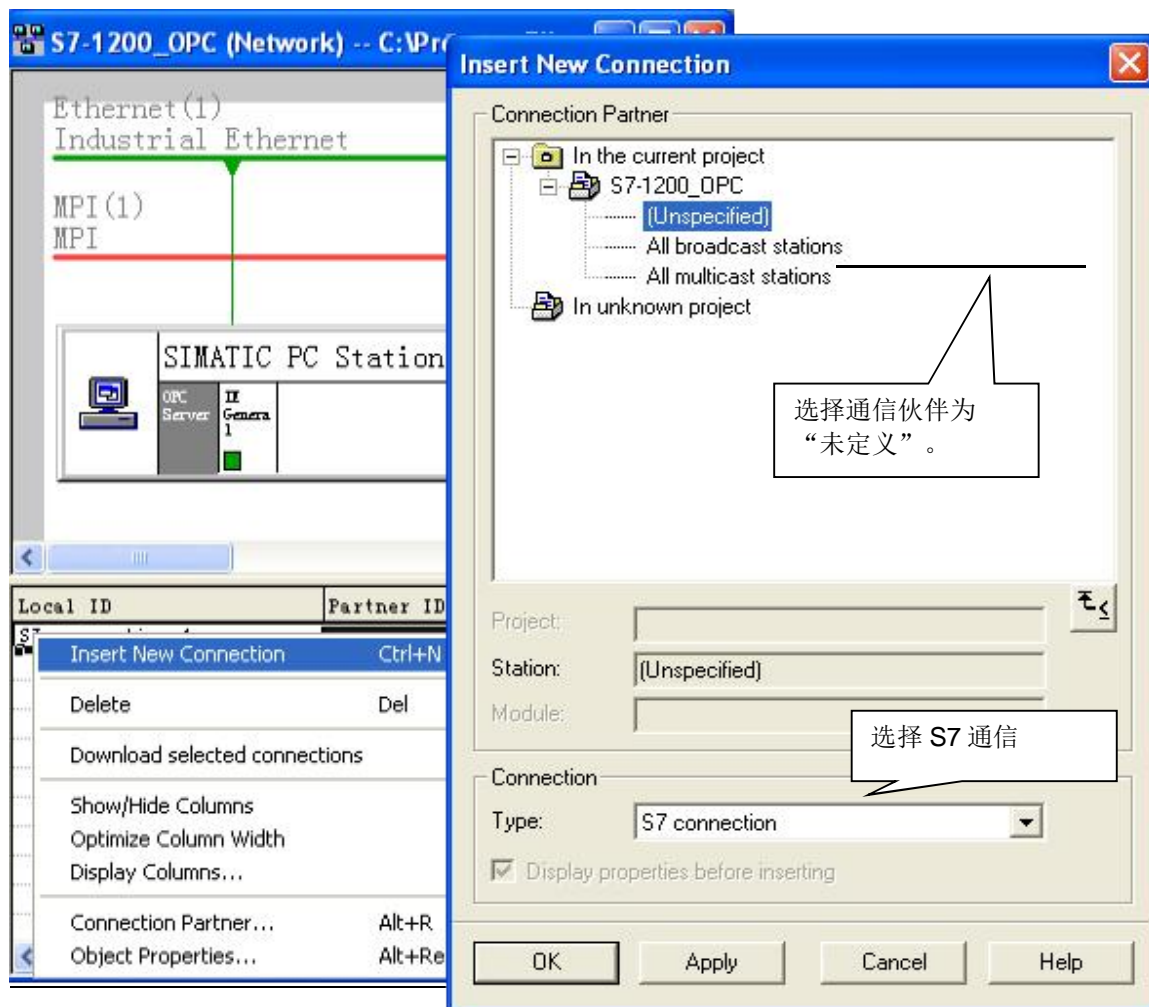 S7-1200_OPC (Network) -- C:\Pr
Ethernet(1)
Industrial Ethernet
MPI(1)
MPI
SIMATIC PC Station
OPC
Server
IE
Genera
1
Local ID
Partner ID
Insert New Connection Ctrl+N
Delete Del
Download selected connections
Show/Hide Columns
Optimize Column Width
Display Columns...
Connection Partner... Alt+R
Object Properties... Alt+Re
Insert New Connection
Connection Partner
In the current project
S7-1200_OPC
(Unspecified)
All broadcast stations
All multicast stations
In unknown project
选择通信伙伴为
“未定义”。
Project:
Station: (Unspecified)
Module:
选择 S7 通信
Connection
Type: S7 connection
Display properties before inserting
OK Apply Cancel Help